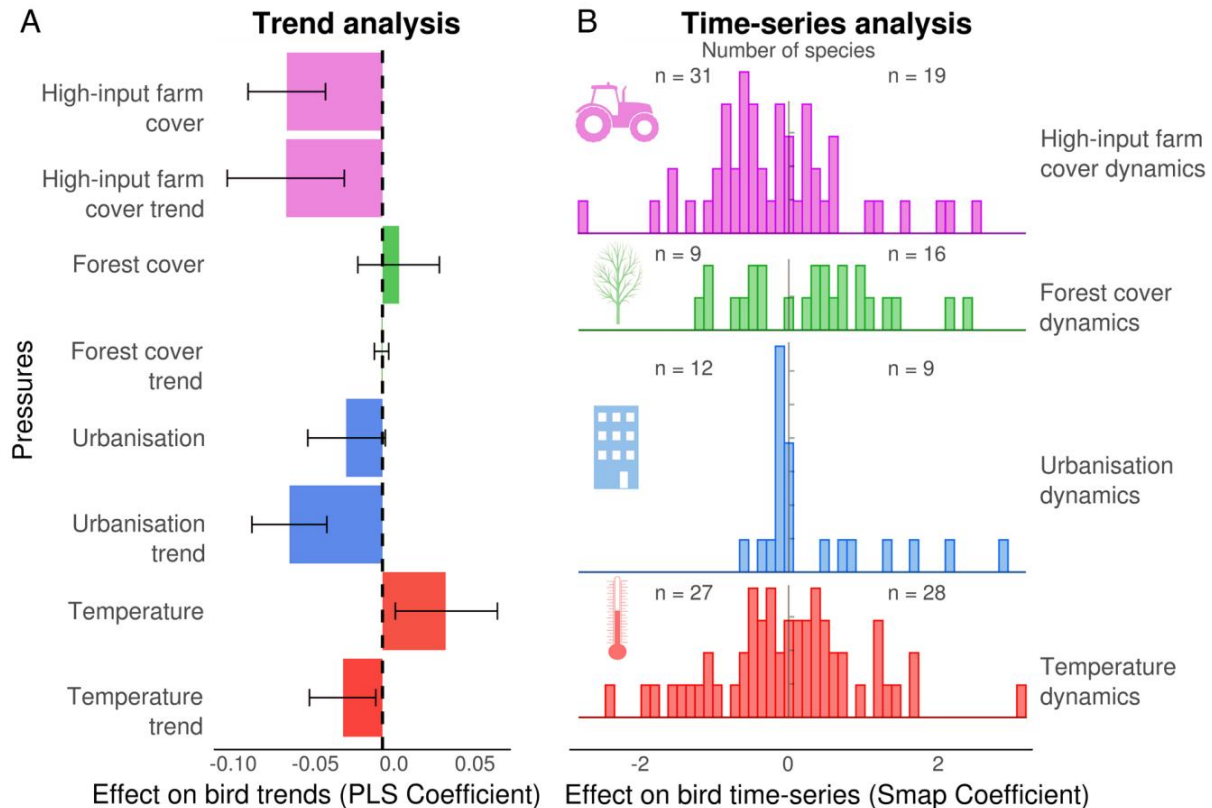 A
Trend analysis
Pressures
High-input farm
cover
High-input farm
cover trend
Forest cover
Forest cover
trend
Urbanisation
Urbanisation
trend
Temperature
Temperature
trend
-0.10
-0.05
0.0
0.05
Effect on bird trends (PLS Coefficient)
B
Time-series analysis
Number of species
n = 31
n = 19
High-input farm
cover dynamics
n = 9
n = 16
Forest cover
dynamics
n = 12
n = 9
Urbanisation
dynamics
n = 27
n = 28
Temperature
dynamics
-2
0
2
Effect on bird time-series (Smap Coefficient)